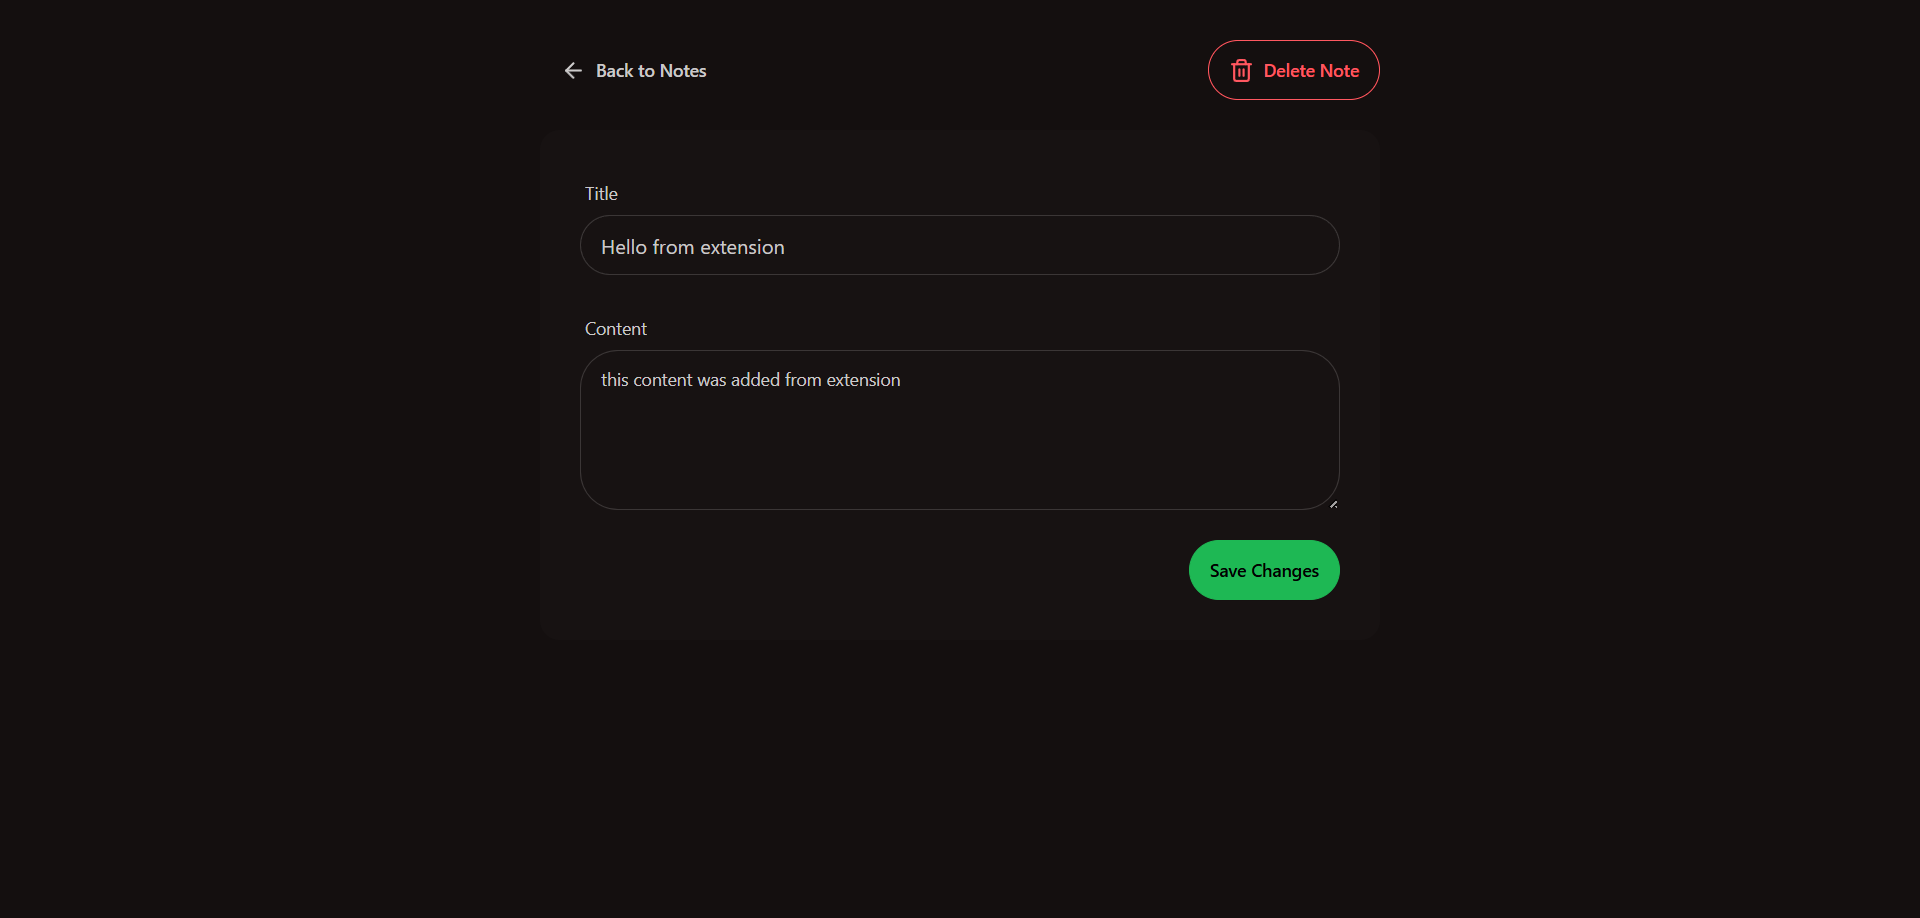 Back to Notes
Delete Note
Title
Hello from extension
Content
this content was added from extension
Save Changes